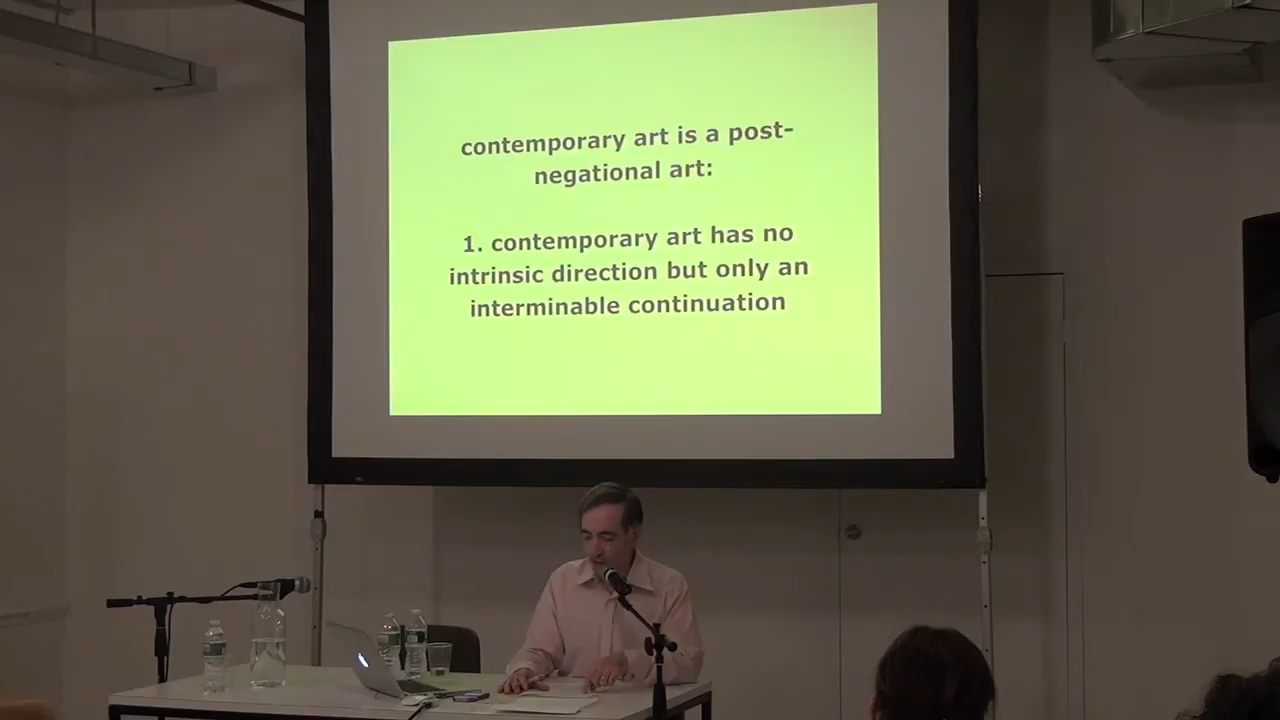 contemporary art is a post-
negational art:
1. contemporary art has no
intrinsic direction but only an
interminable continuation